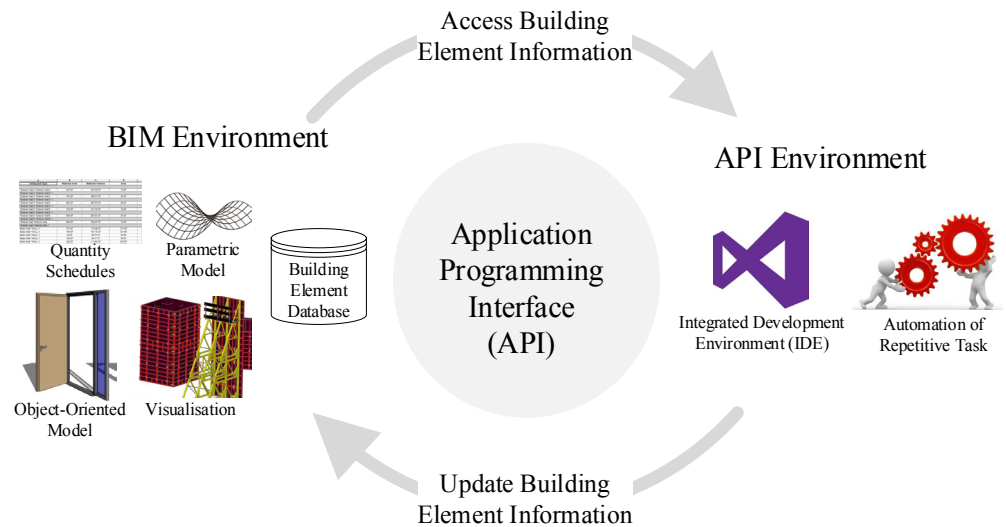 Access Building
Element Information
BIM Environment
API Environment
Quantity
Schedules
Parametric
Model
Building
Element
Database
Object-Oriented
Model
Visualisation
Application
Programming
Interface
(API)
Integrated Development
Environment (IDE)
Automation of
Repetitive Task
Update Building
Element Information